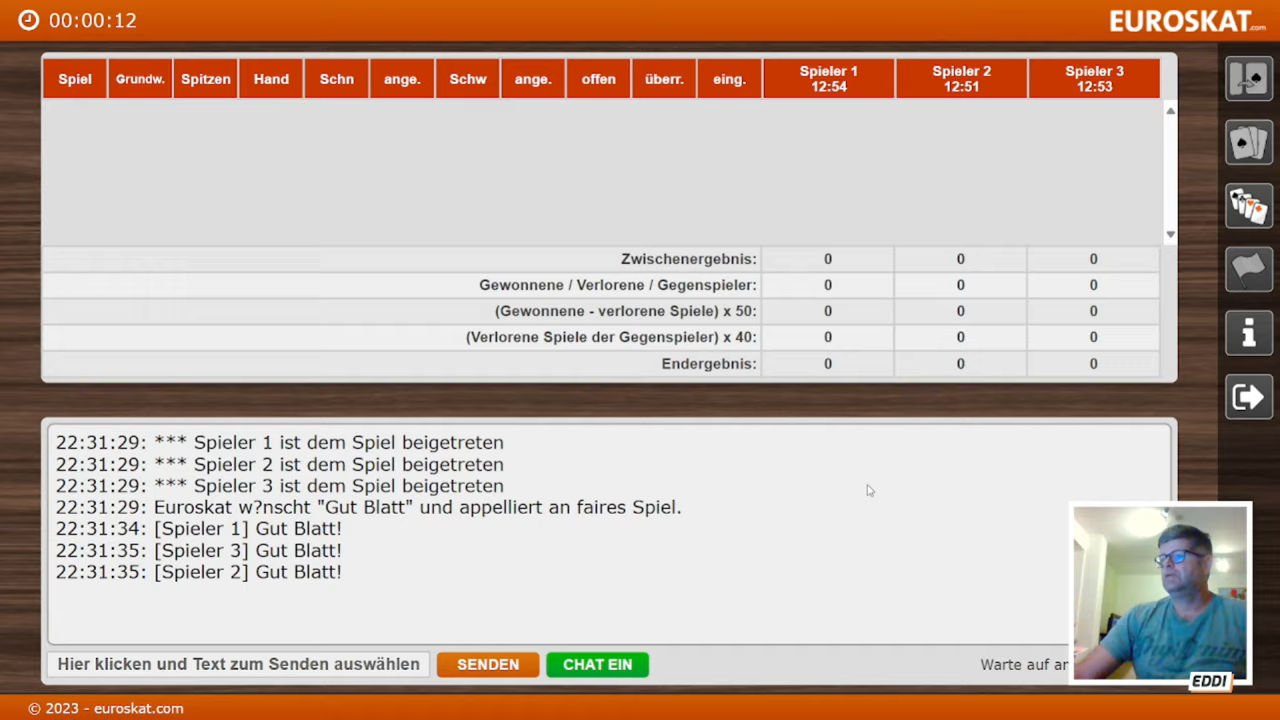 00:00:12
EUROSKAT.com
Spiel Grundw. Spitzen Hand Schn ange. Schw ange. offen überr. eing. Spieler 1 Spieler 2 Spieler 3
12:54 12:51 12:53
Zwischenergebnis: 0 0 0
Gewonnene / Verlorene / Gegenspieler: 0 0 0
(Gewonnene - verlorene Spiele) x 50: 0 0 0
(Verlorene Spiele der Gegenspieler) x 40: 0 0 0
Endergebnis: 0 0 0
22:31:29: *** Spieler 1 ist dem Spiel beigetreten
22:31:29: *** Spieler 2 ist dem Spiel beigetreten
22:31:29: *** Spieler 3 ist dem Spiel beigetreten
22:31:29: Euroskat w?nscht "Gut Blatt" und appelliert an faires Spiel.
22:31:34: [Spieler 1] Gut Blatt!
22:31:35: [Spieler 3] Gut Blatt!
22:31:35: [Spieler 2] Gut Blatt!
Hier klicken und Text zum Senden auswählen SENDEN CHAT EIN Warte auf
EDDI
© 2023 - euroskat.com